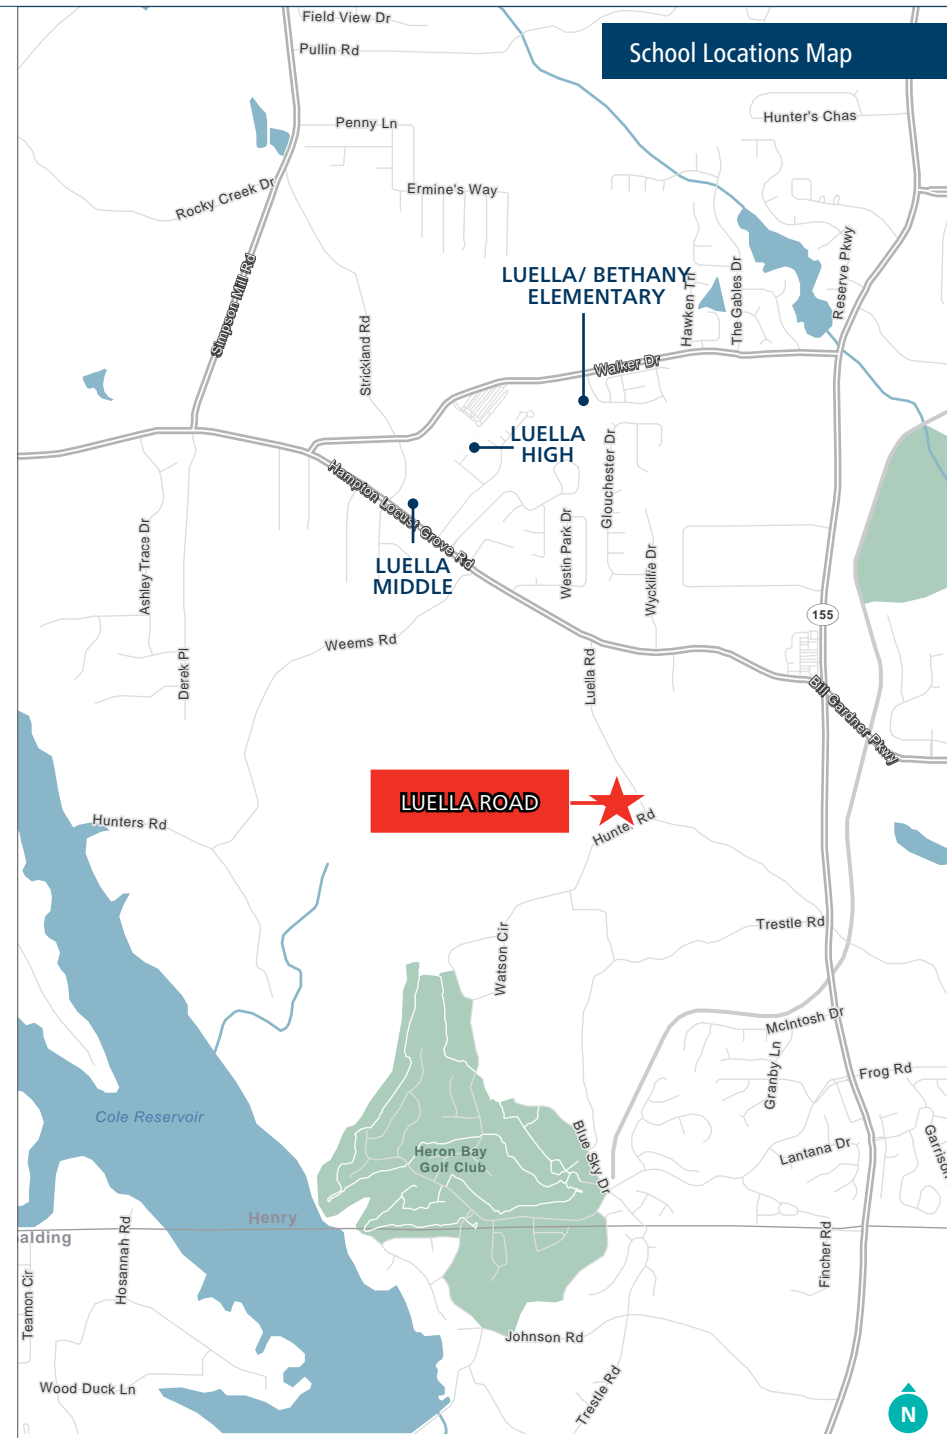 Field View Dr
Pullin Rd
School Locations Map
Penny Ln
Hunter's Chas
Ermine's Way
Rocky Creek Dr
Simpson Mill Rd
Strickland Rd
LUELLA/ BETHANY
ELEMENTARY
Hawken Trl
The Gables Dr
Reserve Pkwy
Walker Dr
LUELLA
HIGH
Glouchester Dr
Hampton Locust Grove Rd
LUELLA
MIDDLE
Ashley Trace Dr
Westin Park Dr
Wycliffie Dr
155
Weems Rd
Derek Pl
Luella Rd
Bill Gardner Pkwy
LUELLA ROAD
Hunters Rd
Hunte Rd
Trestle Rd
Watson Cir
McIntosh Dr
Granby Ln
Frog Rd
Cole Reservoir
Heron Bay
Golf Club
Blue Sky Dr
Lantana Dr
Garrison
Henry
alding
Hosannah Rd
Fincher Rd
Teamon Cir
Johnson Rd
Wood Duck Ln
Trestle Rd
N